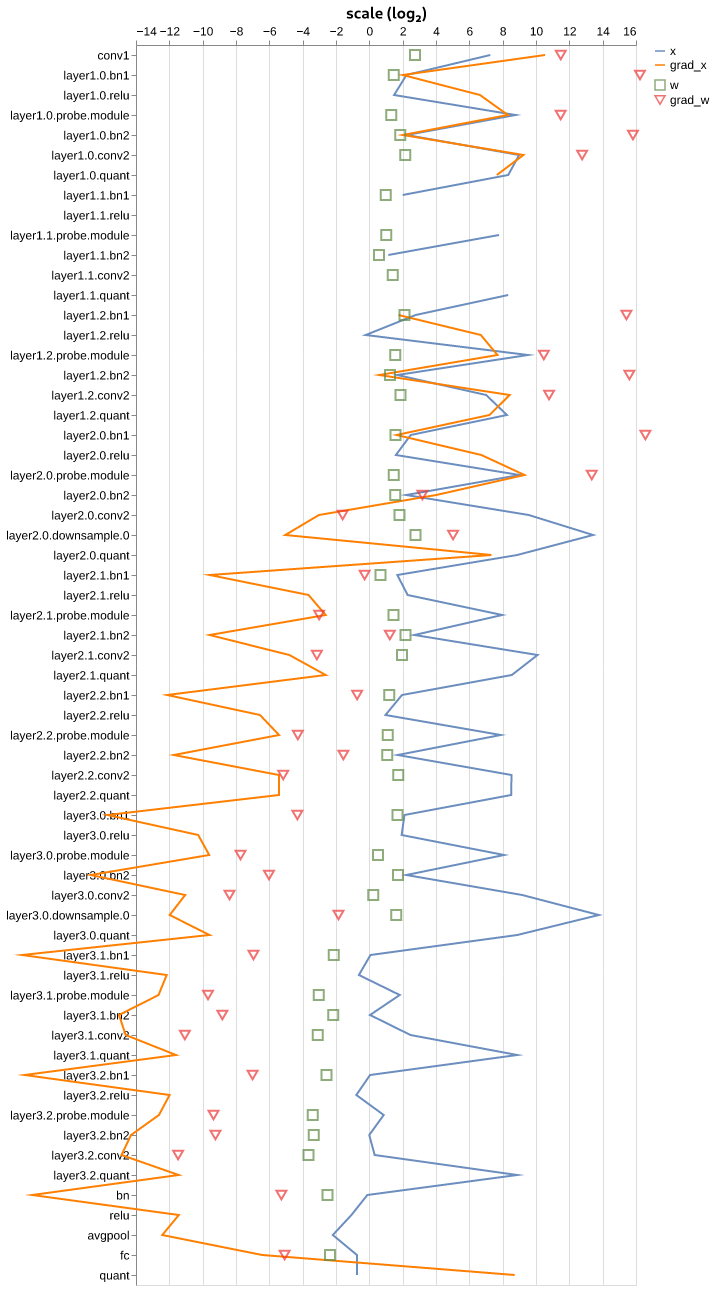 scale (log₂)
−14 −12 −10 −8 −6 −4 −2 0 2 4 6 8 10 12 14 16
x
grad_x
w
grad_w
conv1
layer1.0.bn1
layer1.0.relu
layer1.0.probe.module
layer1.0.bn2
layer1.0.conv2
layer1.0.quant
layer1.1.bn1
layer1.1.relu
layer1.1.probe.module
layer1.1.bn2
layer1.1.conv2
layer1.1.quant
layer1.2.bn1
layer1.2.relu
layer1.2.probe.module
layer1.2.bn2
layer1.2.conv2
layer1.2.quant
layer2.0.bn1
layer2.0.relu
layer2.0.probe.module
layer2.0.bn2
layer2.0.conv2
layer2.0.downsample.0
layer2.0.quant
layer2.1.bn1
layer2.1.relu
layer2.1.probe.module
layer2.1.bn2
layer2.1.conv2
layer2.1.quant
layer2.2.bn1
layer2.2.relu
layer2.2.probe.module
layer2.2.bn2
layer2.2.conv2
layer2.2.quant
layer3.0.bn1
layer3.0.relu
layer3.0.probe.module
layer3.0.bn2
layer3.0.conv2
layer3.0.downsample.0
layer3.0.quant
layer3.1.bn1
layer3.1.relu
layer3.1.probe.module
layer3.1.bn2
layer3.1.conv2
layer3.1.quant
layer3.2.bn1
layer3.2.relu
layer3.2.probe.module
layer3.2.bn2
layer3.2.conv2
layer3.2.quant
bn
relu
avgpool
fc
quant